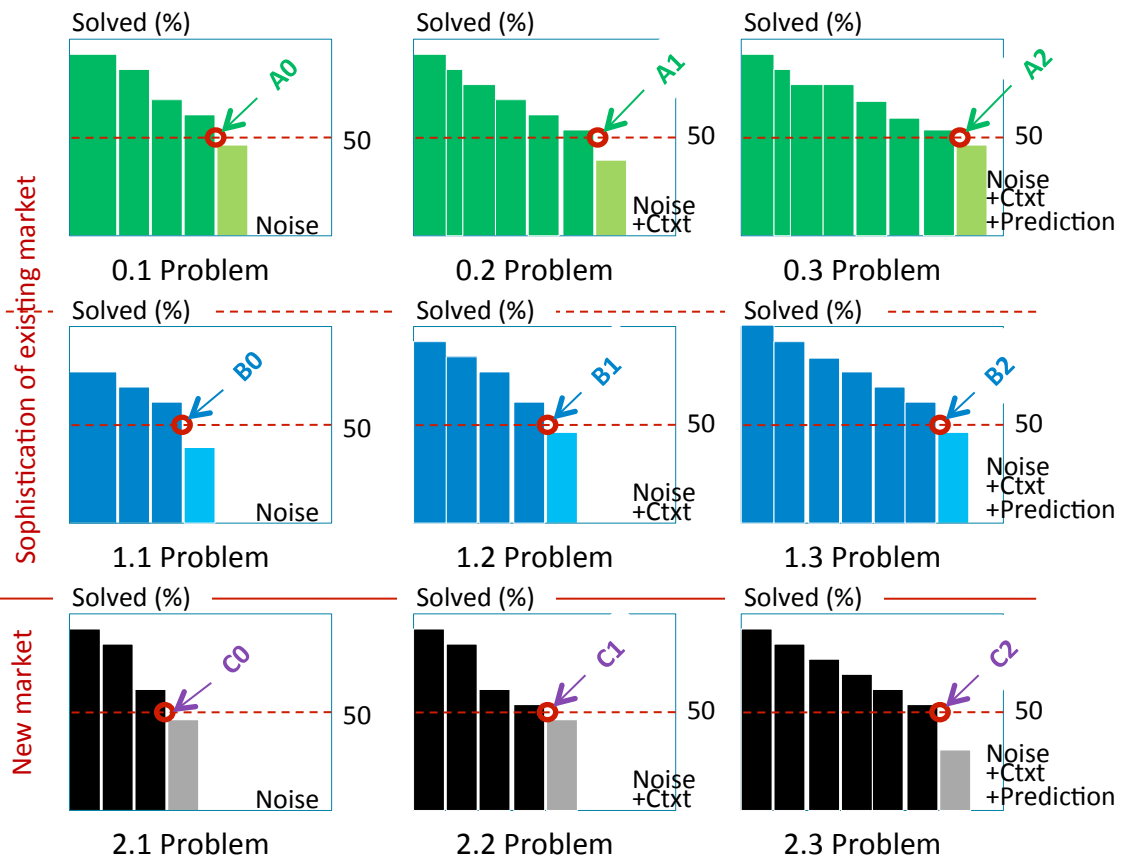 Solved (%)
A0
50
Noise
0.1 Problem
Solved (%)
A1
50
Noise
+Ctxt
0.2 Problem
Solved (%)
A2
50
Noise
+Ctxt
+Prediction
0.3 Problem
Sophistication of existing market
Solved (%)
B0
50
Noise
1.1 Problem
Solved (%)
B1
50
Noise
+Ctxt
1.2 Problem
Solved (%)
B2
50
Noise
+Ctxt
+Prediction
1.3 Problem
New market
Solved (%)
C0
50
Noise
2.1 Problem
Solved (%)
C1
50
Noise
+Ctxt
2.2 Problem
Solved (%)
C2
50
Noise
+Ctxt
+Prediction
2.3 Problem